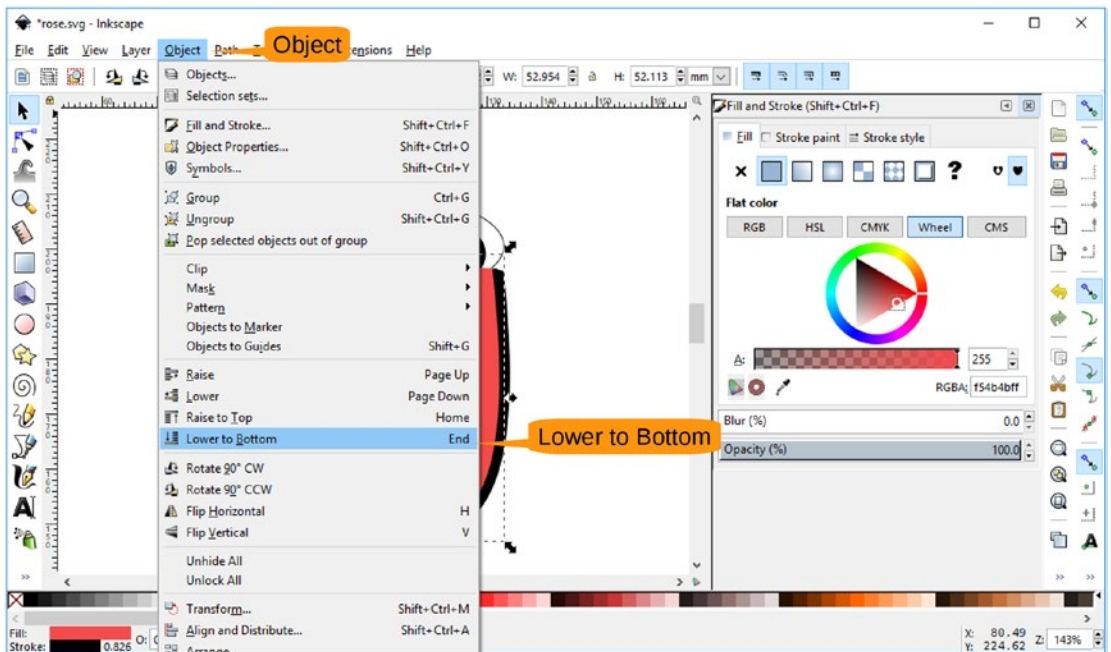 *rose.svg - Inkscape
File Edit View Layer Object Path ensions Help
Object
W: 52.954 H: 52.113 mm
Objects...
Selection sets...
Fill and Stroke... Shift+Ctrl+F
Object Properties... Shift+Ctrl+O
Symbols... Shift+Ctrl+Y
Group Ctrl+G
Ungroup Shift+Ctrl+G
Pop selected objects out of group
Clip
Mask
Pattern
Objects to Marker
Objects to Guides Shift+G
Raise Page Up
Lower Page Down
Raise to Top Home
Lower to Bottom End
Lower to Bottom
Rotate 90° CW
Rotate 90° CCW
Flip Horizontal H
Flip Vertical V
Unhide All
Unlock All
Transform... Shift+Ctrl+M
Align and Distribute... Shift+Ctrl+A
Arrange...
Fill and Stroke (Shift+Ctrl+F)
Fill Stroke paint Stroke style
Flat color
RGB HSL CMYK Wheel CMS
A: 255
RGBA: f54b4bff
Blur (%) 0.0
Opacity (%) 100.0
Fill:
Stroke: 0.826 O:
X: 80.49
Y: 224.62
Z: 143%